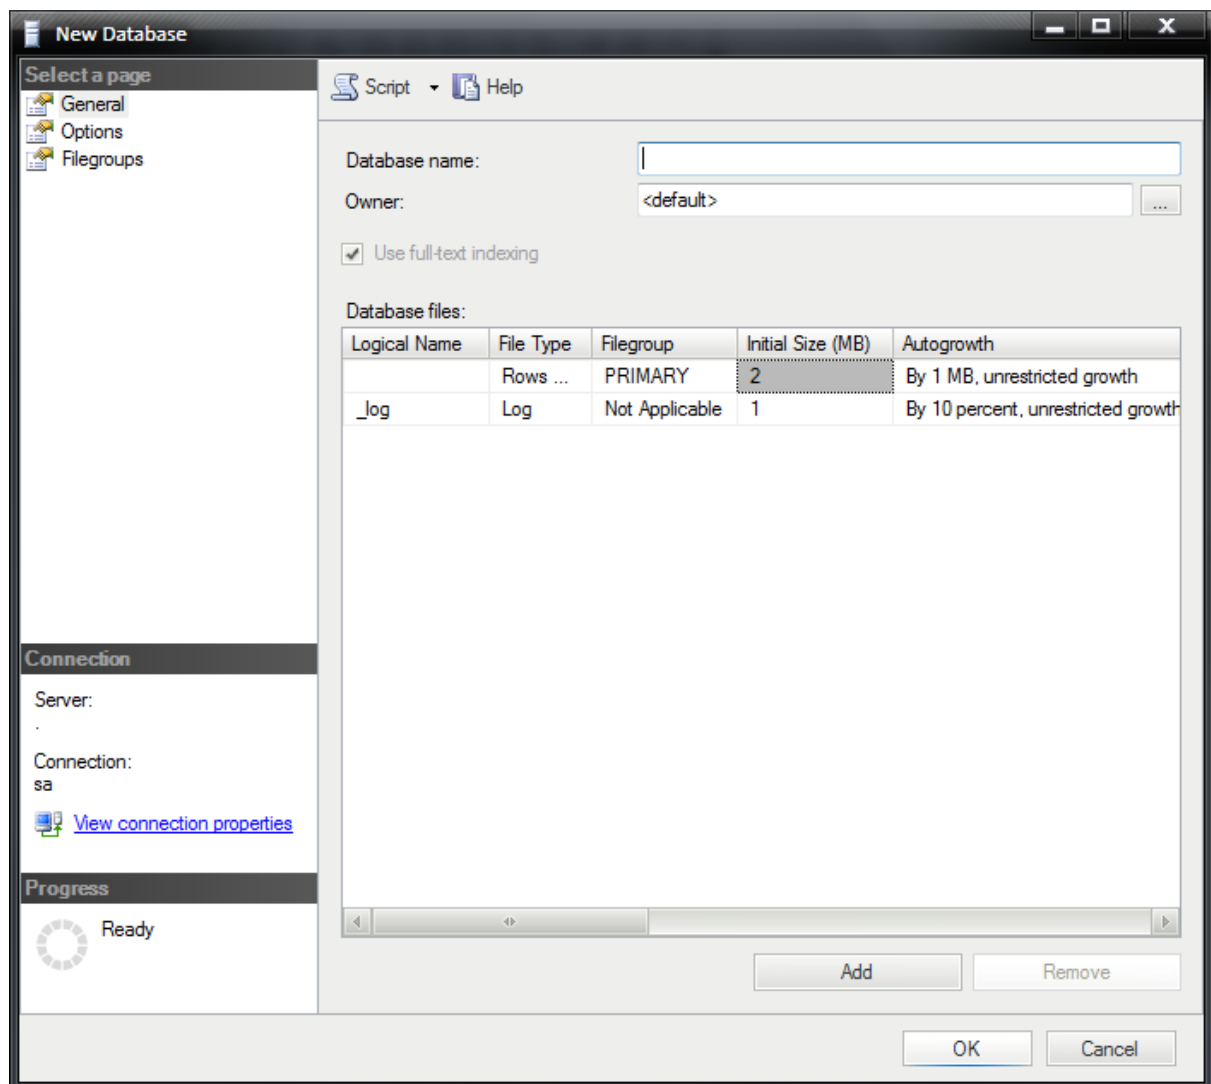 New Database
Select a page
General
Options
Filegroups
Script
Help
Database name:
Owner: <default> ...
Use full-text indexing
Database files:
Logical Name File Type Filegroup Initial Size (MB) Autogrowth
Rows ... PRIMARY 2 By 1 MB, unrestricted growth
_log Log Not Applicable 1 By 10 percent, unrestricted growth
Connection
Server:
.
Connection:
sa
View connection properties
Progress
Ready
Add Remove
OK Cancel